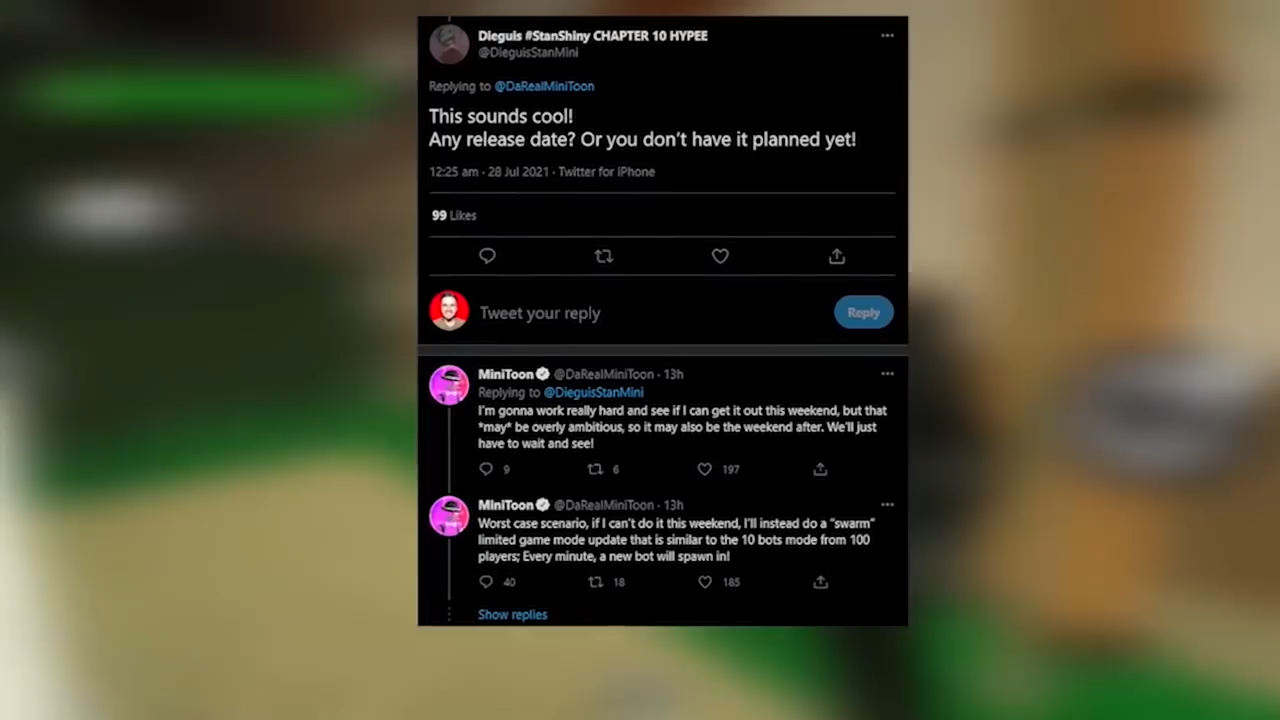 Dieguis #StanShiny CHAPTER 10 HYPEE
@DieguisStanMini
Replying to @DaRealMiniToon
This sounds cool!
Any release date? Or you don't have it planned yet!
12:25 am · 28 Jul 2021 · Twitter for iPhone
99 Likes
Tweet your reply
Reply
MiniToon @DaRealMiniToon · 13h
Replying to @DieguisStanMini
I'm gonna work really hard and see if I can get it out this weekend, but that
*may* be overly ambitious, so it may also be the weekend after. We'll just
have to wait and see!
9 6 197
MiniToon @DaRealMiniToon · 13h
Worst case scenario, if I can't do it this weekend, I'll instead do a "swarm"
limited game mode update that is similar to the 10 bots mode from 100
players; Every minute, a new bot will spawn in!
40 18 185
Show replies